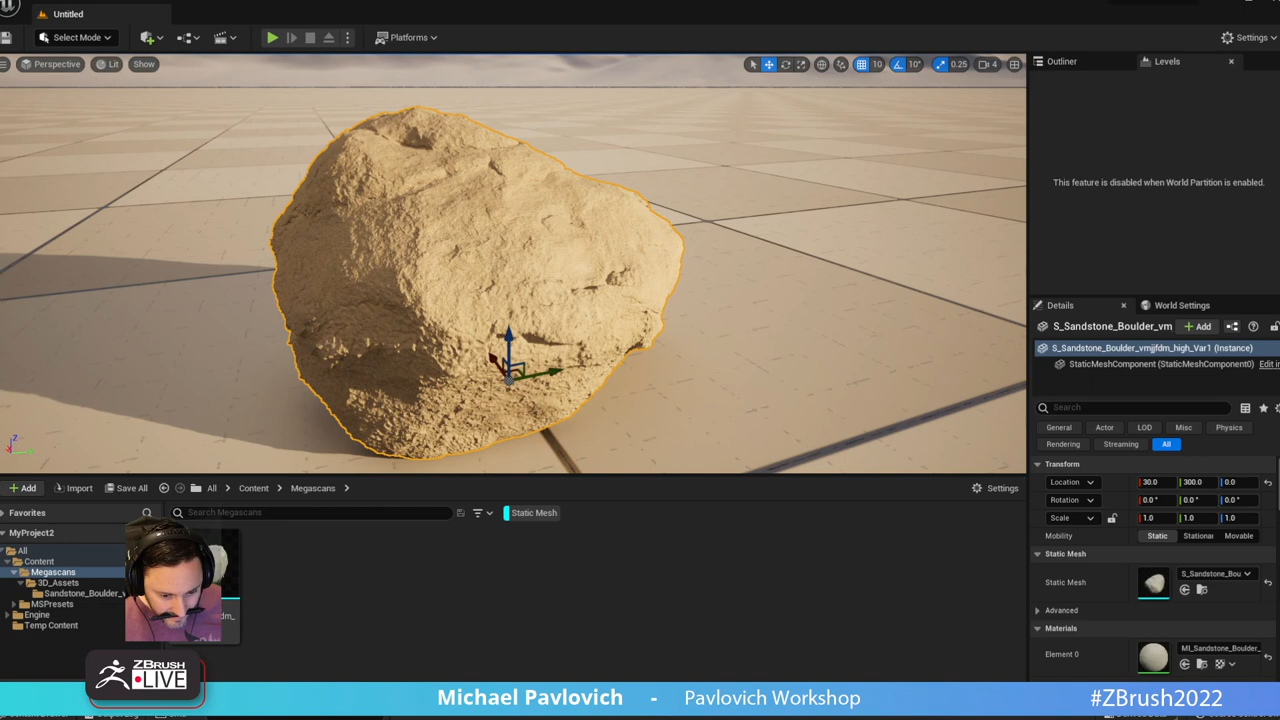 Untitled
Select Mode
Platforms
Settings
Perspective
Lit
Show
10
10°
0.25
4
Outliner
Levels
This feature is disabled when World Partition is enabled.
Details
World Settings
S_Sandstone_Boulder_vm
Add
S_Sandstone_Boulder_vmjjfdm_high_Var1 (Instance)
StaticMeshComponent (StaticMeshComponent0)
Edit in
Search
General
Actor
LOD
Misc
Physics
Rendering
Streaming
All
Transform
Location
30.0
300.0
0.0
Rotation
0.0 °
0.0 °
0.0 °
Scale
1.0
1.0
1.0
Mobility
Static
Stationar
Movable
Static Mesh
Static Mesh
S_Sandstone_Bou
Advanced
Materials
Element 0
MI_Sandstone_Boulder_
Z
Add
Import
Save All
All
Content
Megascans
Settings
Favorites
Search Megascans
Static Mesh
MyProject2
All
Content
Megascans
3D_Assets
Sandstone_Boulder_v
MSPresets
Engine
Temp Content
dm_
ZBRUSH
LIVE
Michael Pavlovich - Pavlovich Workshop
#ZBrush2022